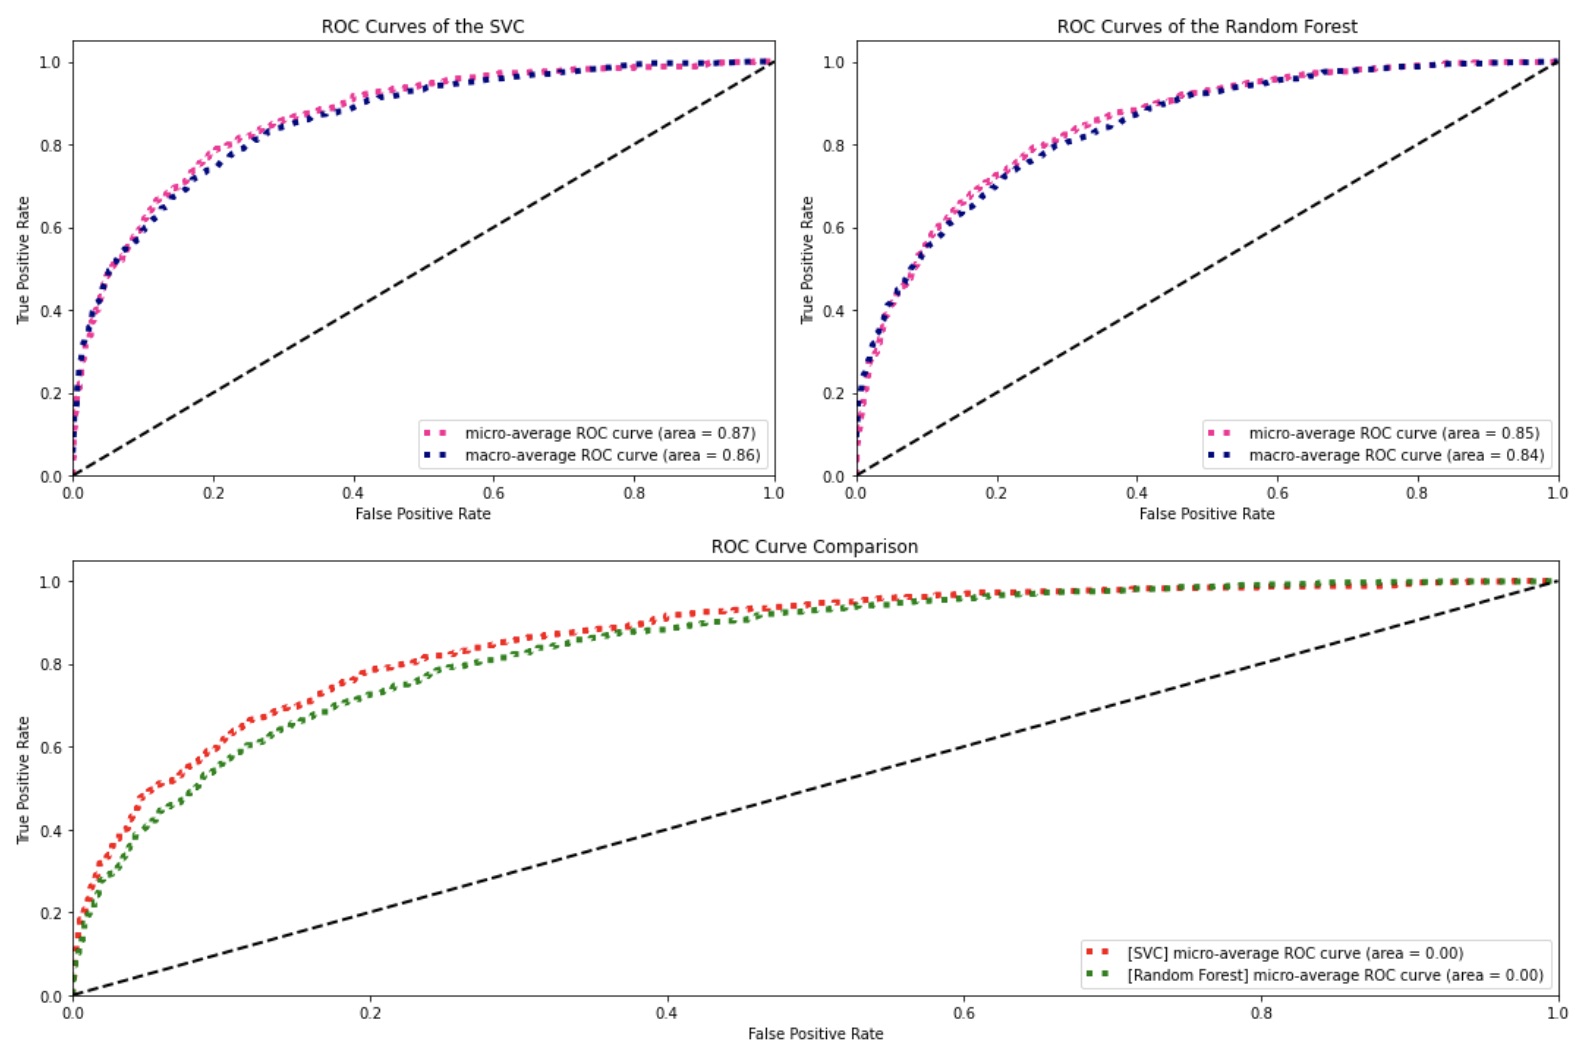 ROC Curves of the SVC
True Positive Rate
1.0
0.8
0.6
0.4
0.2
0.0
micro-average ROC curve (area = 0.87)
macro-average ROC curve (area = 0.86)
0.0 0.2 0.4 0.6 0.8 1.0
False Positive Rate
ROC Curves of the Random Forest
True Positive Rate
1.0
0.8
0.6
0.4
0.2
0.0
micro-average ROC curve (area = 0.85)
macro-average ROC curve (area = 0.84)
0.0 0.2 0.4 0.6 0.8 1.0
False Positive Rate
ROC Curve Comparison
True Positive Rate
1.0
0.8
0.6
0.4
0.2
0.0
[SVC] micro-average ROC curve (area = 0.00)
[Random Forest] micro-average ROC curve (area = 0.00)
0.0 0.2 0.4 0.6 0.8 1.0
False Positive Rate